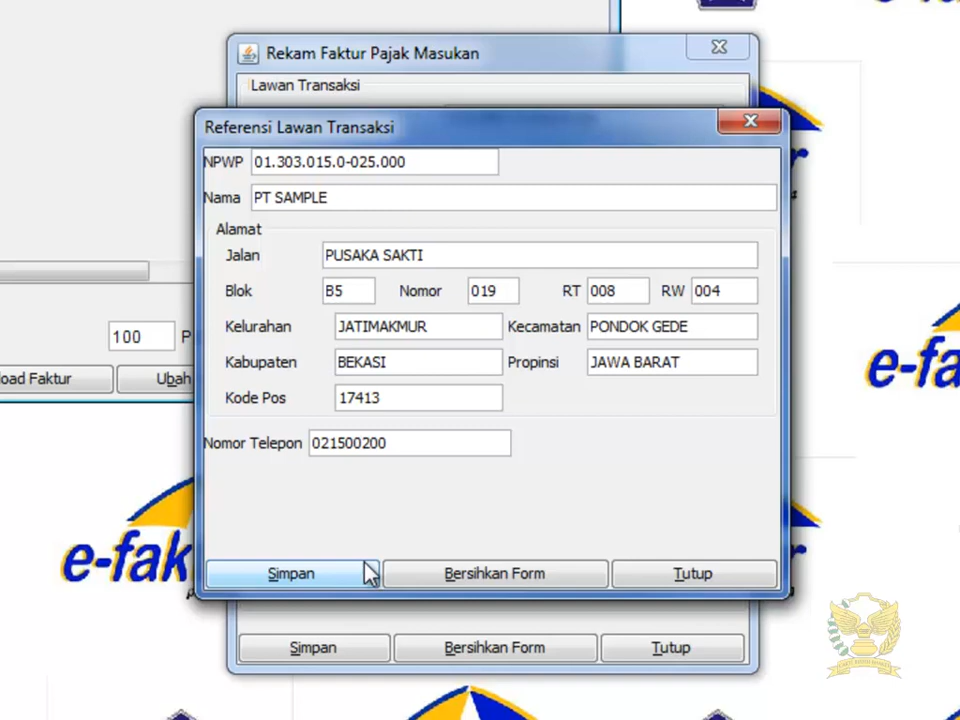 Rekam Faktur Pajak Masukan
Lawan Transaksi
Referensi Lawan Transaksi
NPWP 01.303.015.0-025.000
Nama PT SAMPLE
Alamat
Jalan PUSAKA SAKTI
Blok B5 Nomor 019 RT 008 RW 004
Kelurahan JATIMAKMUR Kecamatan PONDOK GEDE
Kabupaten BEKASI Propinsi JAWA BARAT
Kode Pos 17413
Nomor Telepon 021500200
Simpan Bersihkan Form Tutup
Simpan Bersihkan Form Tutup
100 P
load Faktur Ubah
e-fa
e-fak